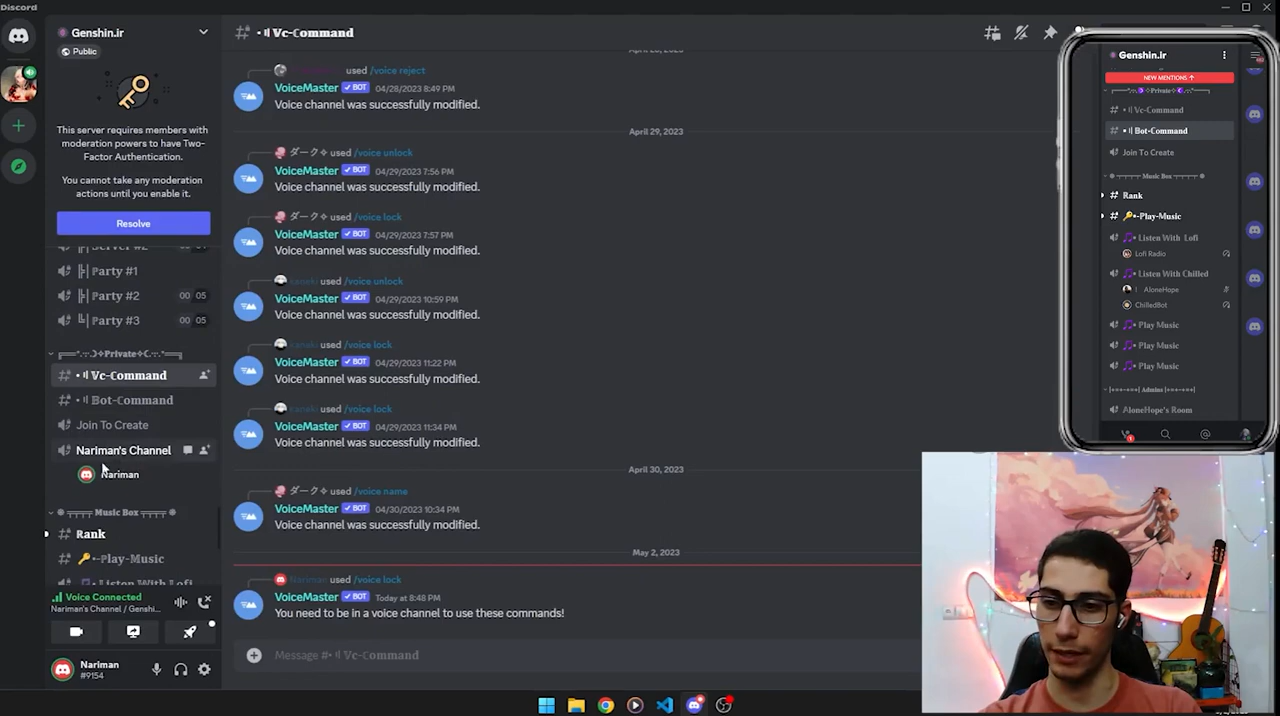 Discord
Genshin.ir
Public
This server requires members
with moderation powers to have Two-
Factor Authentication.
You cannot take any moderation
actions until you enable it.
Resolve
Party #1
Party #2 00 05
Party #3 00 05
Private
Vc-Command
Bot-Command
Join To Create
Nariman's Channel
Nariman
Music Box
Rank
🔑-Play-Music
Listen With Lofi
Voice Connected
Nariman's Channel / Genshi...
Nariman
#9154
# Vc-Command
used /voice reject
VoiceMaster ✓ BOT 04/28/2023 8:49 PM
Voice channel was successfully modified.
April 29, 2023
ダーク✧ used /voice unlock
VoiceMaster ✓ BOT 04/29/2023 7:56 PM
Voice channel was successfully modified.
ダーク✧ used /voice lock
VoiceMaster ✓ BOT 04/29/2023 7:57 PM
Voice channel was successfully modified.
used /voice unlock
VoiceMaster ✓ BOT 04/29/2023 10:59 PM
Voice channel was successfully modified.
used /voice lock
VoiceMaster ✓ BOT 04/29/2023 11:22 PM
Voice channel was successfully modified.
used /voice lock
VoiceMaster ✓ BOT 04/29/2023 11:34 PM
Voice channel was successfully modified.
April 30, 2023
ダーク✧ used /voice name
VoiceMaster ✓ BOT 04/30/2023 10:34 PM
Voice channel was successfully modified.
May 2, 2023
Nariman used /voice lock
VoiceMaster ✓ BOT Today at 8:48 PM
You need to be in a voice channel to use these commands!
Message # Vc-Command
Genshin.Ir
NEW MENTIONS ↑
Private
# Vc-Command
# Bot-Command
Join To Create
Music Box
# Rank
# 🔑-Play-Music
Listen With Lofi
Lofi Radio
Listen With Chilled
AloneHope
ChilledBot
Play Music
Play Music
Play Music
Admins
AloneHope's Room